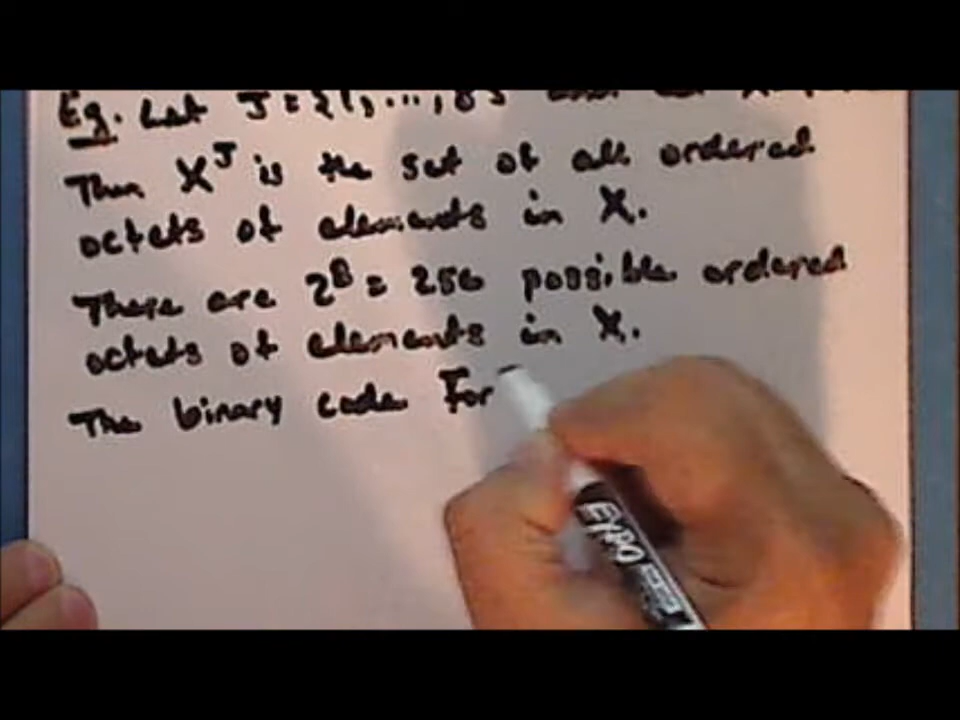 Eg. Let J = {1, ..., 8}
Then X^J is the set of all ordered
octets of elements in X.
There are 2^8 = 256 possible ordered
octets of elements in X.
The binary code For
EXPO